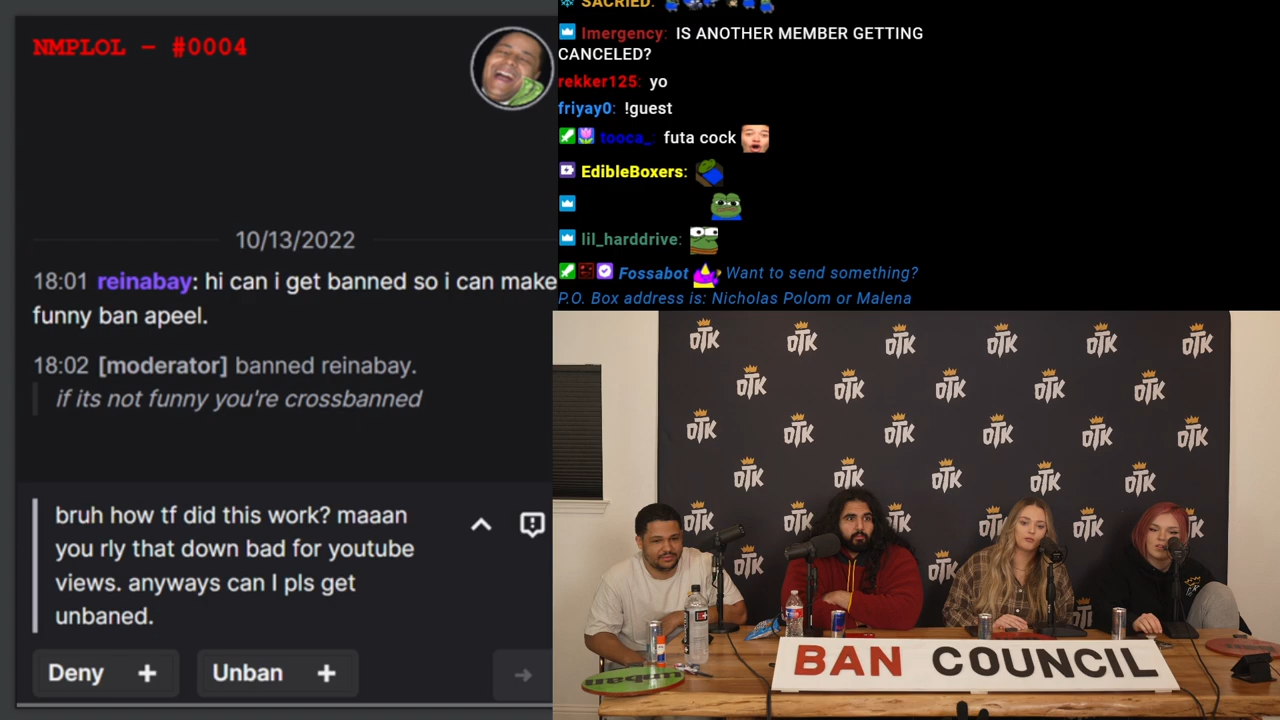 NMPLOL - #0004
10/13/2022
18:01 reinabay: hi can i get banned so i can make
funny ban apeel.
18:02 [moderator] banned reinabay.
if its not funny you're crossbanned
bruh how tf did this work? maaan
you rly that down bad for youtube
views. anyways can I pls get
unbaned.
Deny +
Unban +
SACRIED:
Imergency: IS ANOTHER MEMBER GETTING
CANCELED?
rekker125: yo
friyay0: !guest
tooca_: futa cock
EdibleBoxers:
lil_harddrive:
Fossabot Want to send something?
P.O. Box address is: Nicholas Polom or Malena
OTK
BAN COUNCIL
unban